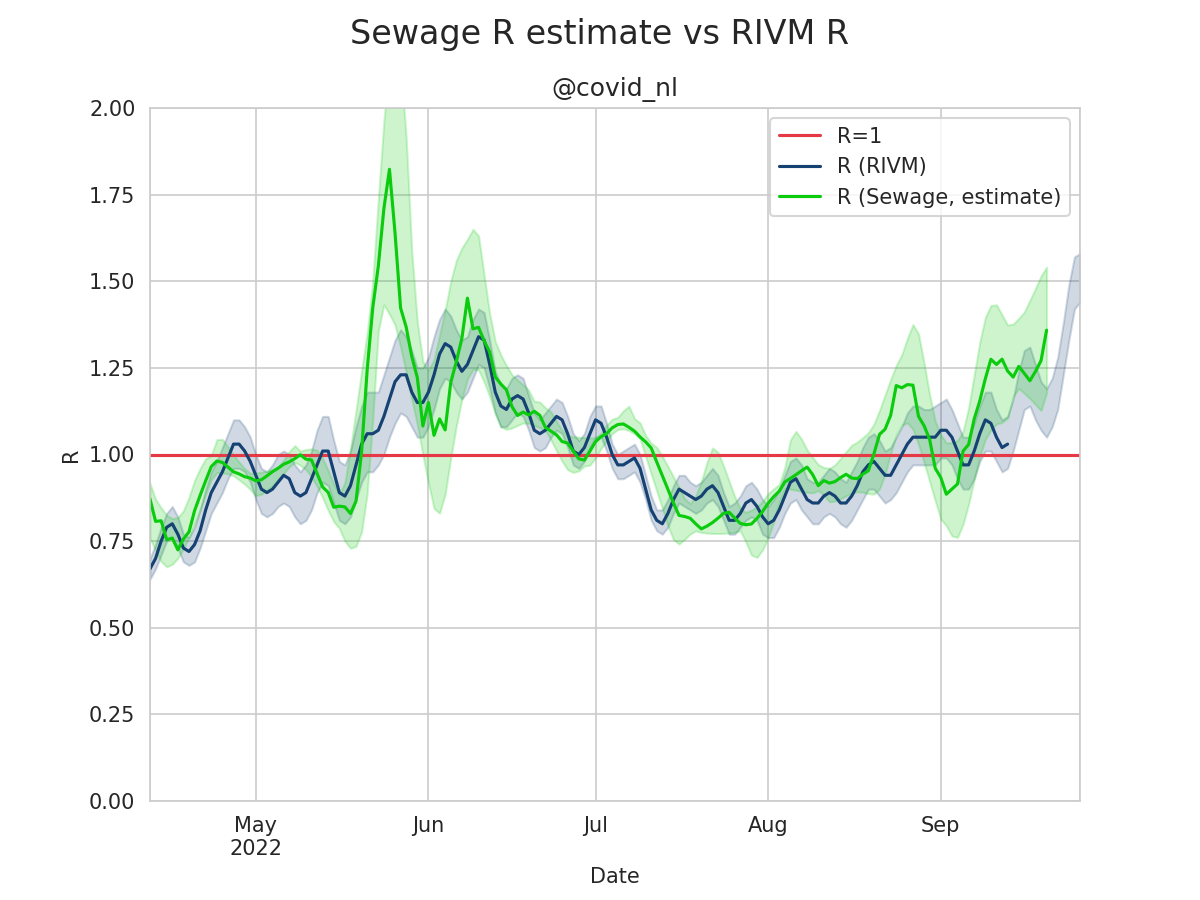 Sewage R estimate vs RIVM R
@covid_nl
R=1
R (RIVM)
R (Sewage, estimate)
2.00
1.75
1.50
1.25
1.00
0.75
0.50
0.25
0.00
R
May
2022
Jun
Jul
Aug
Sep
Date